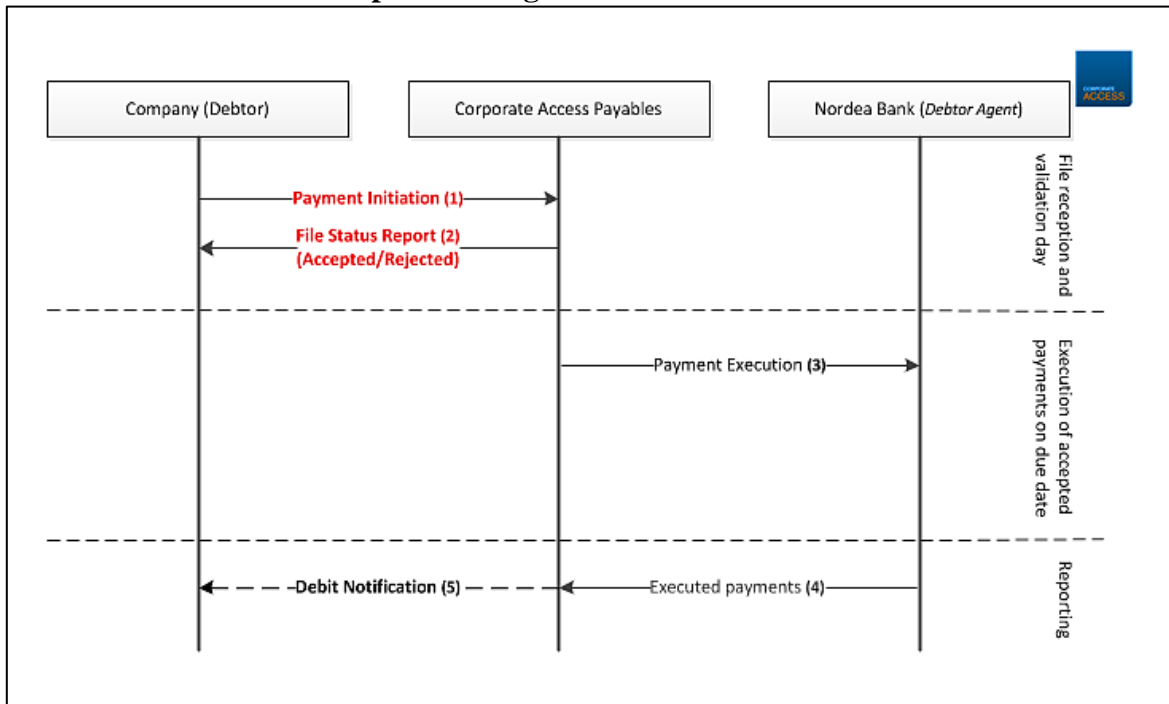 Company (Debtor)
Corporate Access Payables
Nordea Bank (Debtor Agent)
CORPORATE
ACCESS
Payment Initiation (1)
File Status Report (2)
(Accepted/Rejected)
File reception and
validation day
Payment Execution (3)
Execution of accepted
payments on due date
Debit Notification (5)
Executed payments (4)
Reporting